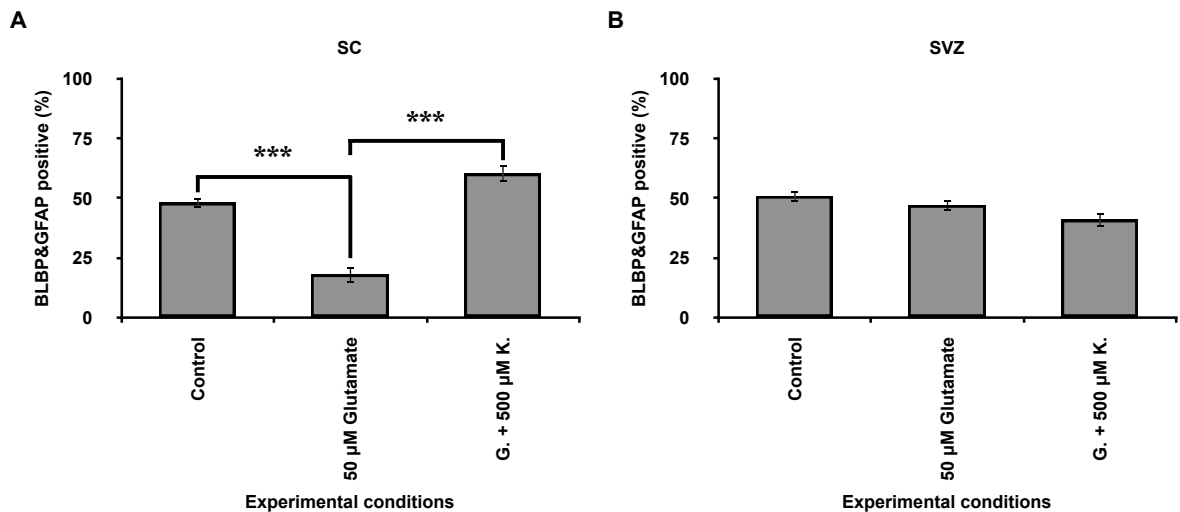 A
SC
BLBP&GFAP positive (%)
100
75
50
25
0
***
***
Control
50 µM Glutamate
G. + 500 µM K.
Experimental conditions
B
SVZ
BLBP&GFAP positive (%)
100
75
50
25
0
Control
50 µM Glutamate
G. + 500 µM K.
Experimental conditions